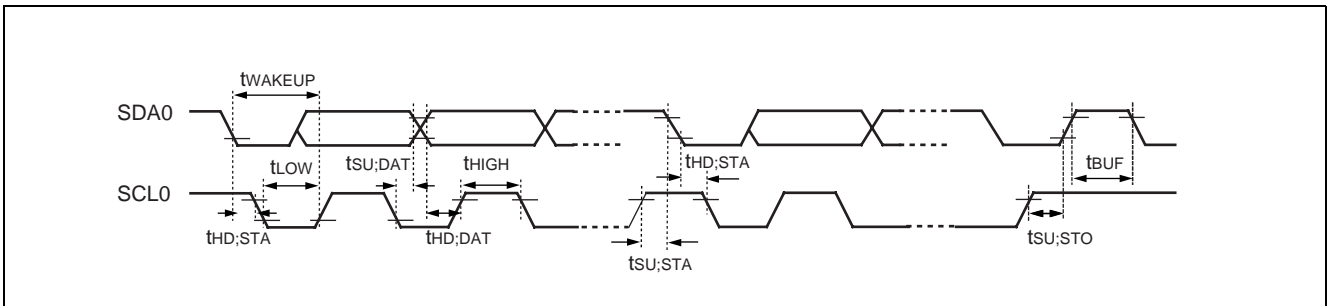 tWAKEUP
SDA0
tLOW
tSU;DAT
tHIGH
tHD;STA
tBUF
SCL0
tHD;STA
tHD;DAT
tSU;STA
tSU;STO